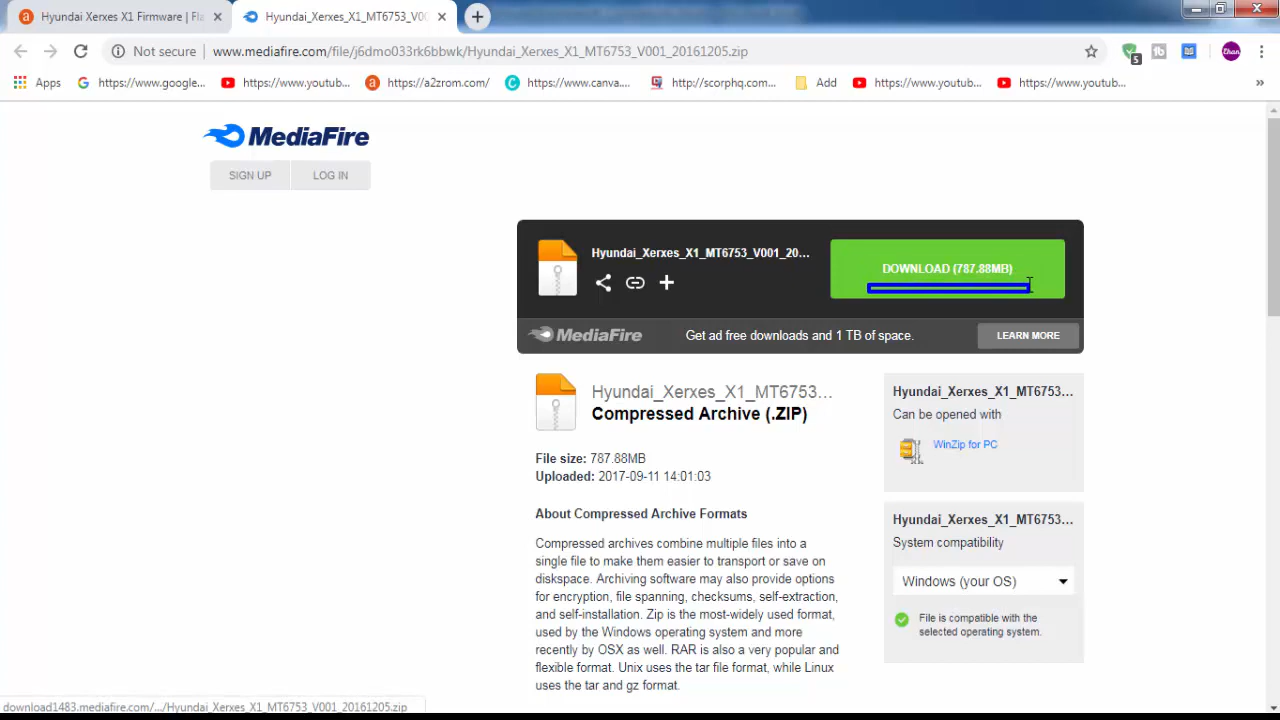 Hyundai Xerxes X1 Firmware | Fla
Hyundai_Xerxes_X1_MT6753_V0
Not secure www.mediafire.com/file/j6dmo033rk6bbwk/Hyundai_Xerxes_X1_MT6753_V001_20161205.zip
5
Ethan
Apps https://www.google... https://www.youtub... https://a2zrom.com/ https://www.canva.... http://scorphq.com... Add https://www.youtub... https://www.youtub... »
MediaFire
SIGN UP LOG IN
Hyundai_Xerxes_X1_MT6753_V001_20...
DOWNLOAD (787.88MB)
MediaFire Get ad free downloads and 1 TB of space. LEARN MORE
Hyundai_Xerxes_X1_MT6753...
Compressed Archive (.ZIP)
File size: 787.88MB
Uploaded: 2017-09-11 14:01:03
About Compressed Archive Formats
Compressed archives combine multiple files into a
single file to make them easier to transport or save on
diskspace. Archiving software may also provide options
for encryption, file spanning, checksums, self-extraction,
and self-installation. Zip is the most-widely used format,
used by the Windows operating system and more
recently by OSX as well. RAR is also a very popular and
flexible format. Unix uses the tar file format, while Linux
uses the tar and gz format.
Hyundai_Xerxes_X1_MT6753...
Can be opened with
WinZip for PC
Hyundai_Xerxes_X1_MT6753...
System compatibility
Windows (your OS)
File is compatible with the
selected operating system.
download1483.mediafire.com/.../Hyundai_Xerxes_X1_MT6753_V001_20161205.zip